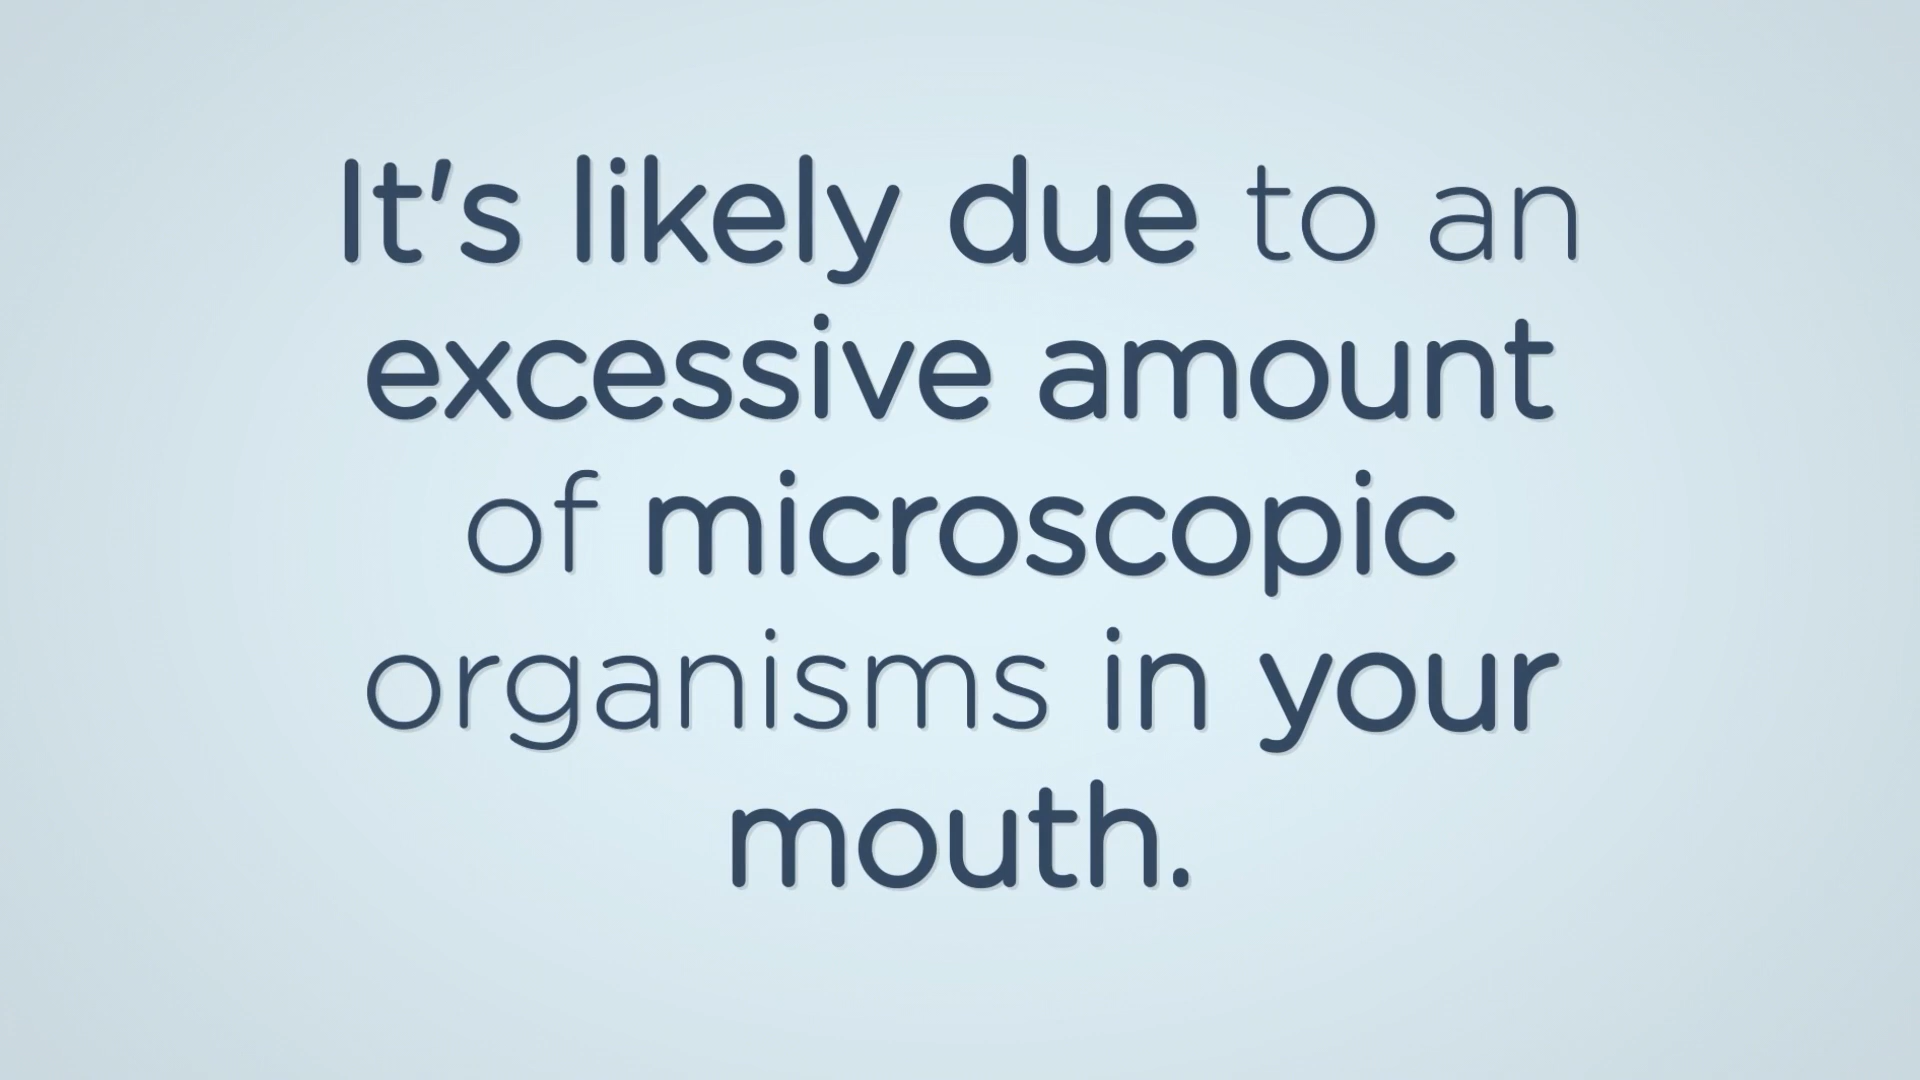 It's likely due to an
excessive amount
of microscopic
organisms in your
mouth.